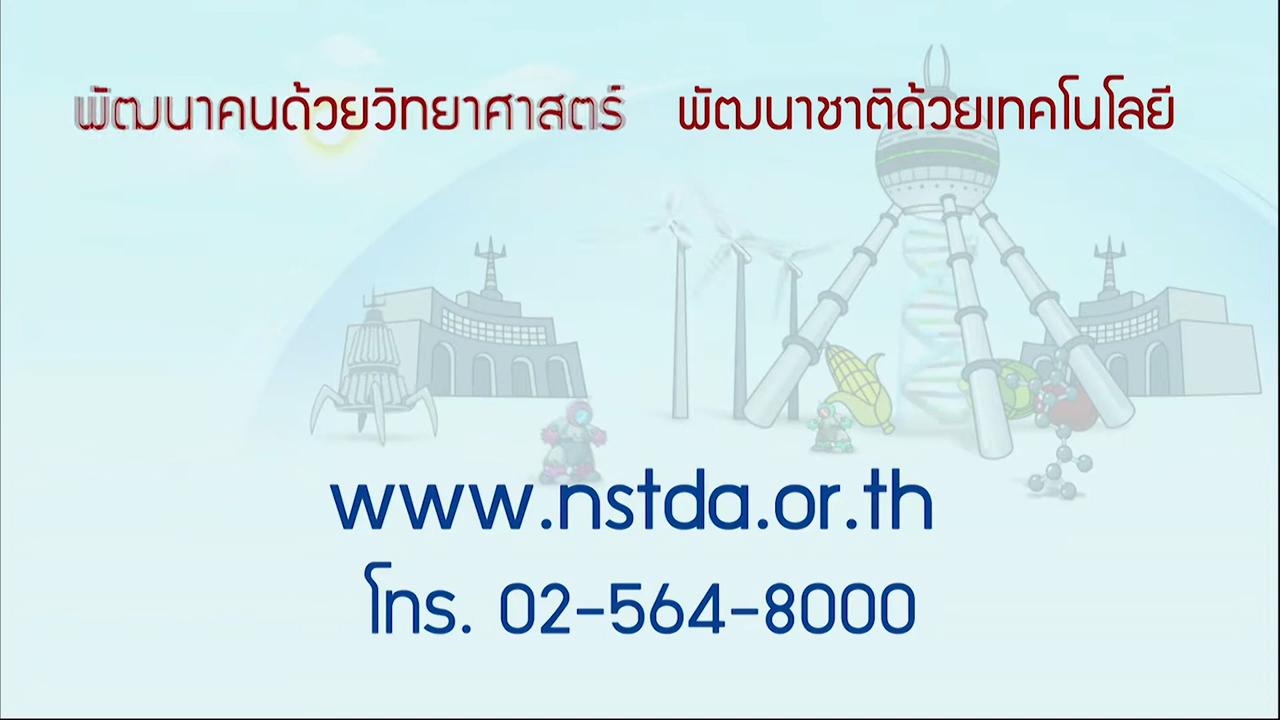 พัฒนาคนด้วยวิทยาศาสตร์ พัฒนาชาติด้วยเทคโนโลยี
www.nstda.or.th
โทร. 02-564-8000